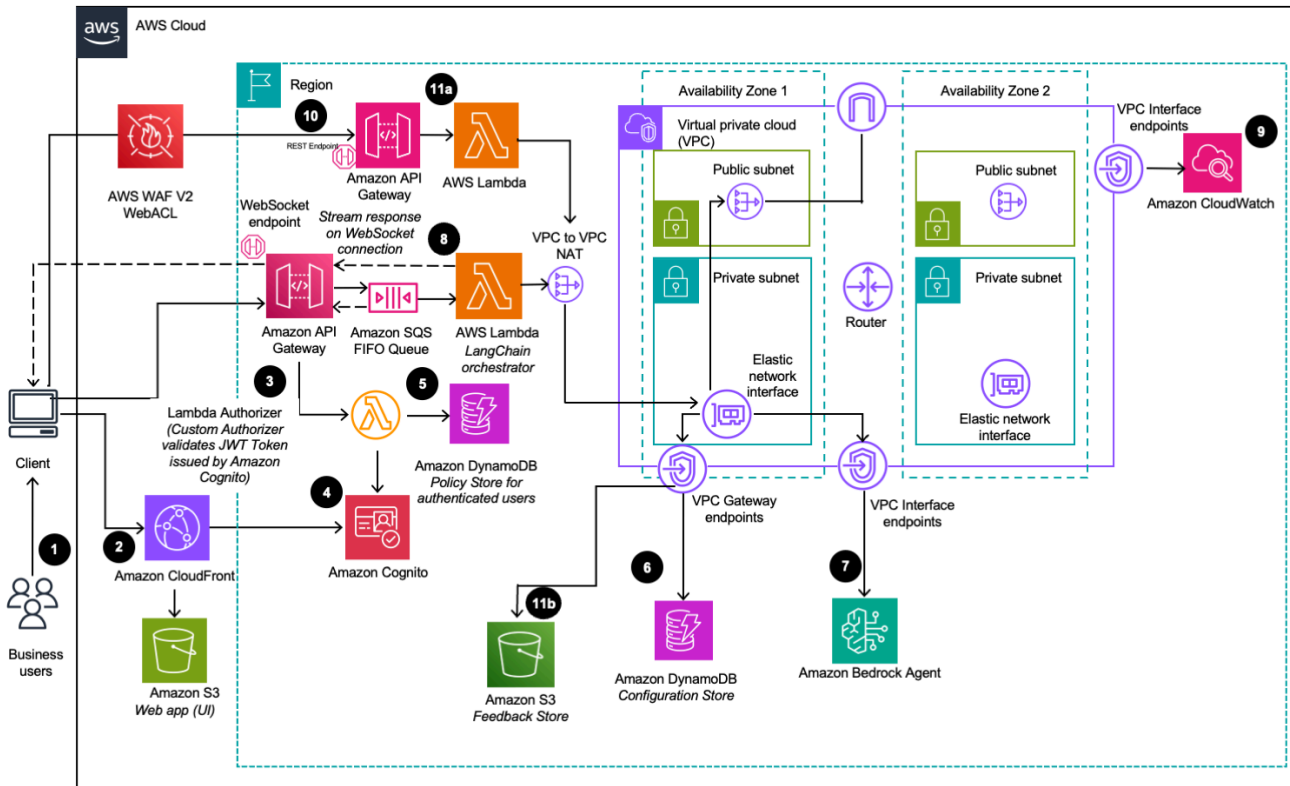 aws
AWS Cloud
Region
10
11a
REST Endpoint
Amazon API
Gateway
AWS Lambda
AWS WAF V2
WebACL
WebSocket
endpoint
Stream response
on WebSocket
connection
8
VPC to VPC
NAT
Amazon API
Gateway
Amazon SQS
FIFO Queue
AWS Lambda
LangChain
orchestrator
3
5
Lambda Authorizer
(Custom Authorizer
validates JWT Token
issued by Amazon
Cognito)
Amazon DynamoDB
Policy Store for
authenticated users
4
Amazon Cognito
Client
1
2
Amazon CloudFront
Business
users
Amazon S3
Web app (UI)
Availability Zone 1
Virtual private cloud
(VPC)
Public subnet
Private subnet
Elastic
network
interface
Router
Availability Zone 2
Public subnet
Private subnet
Elastic network
interface
VPC Interface
endpoints
9
Amazon CloudWatch
VPC Gateway
endpoints
VPC Interface
endpoints
11b
6
7
Amazon S3
Feedback Store
Amazon DynamoDB
Configuration Store
Amazon Bedrock Agent